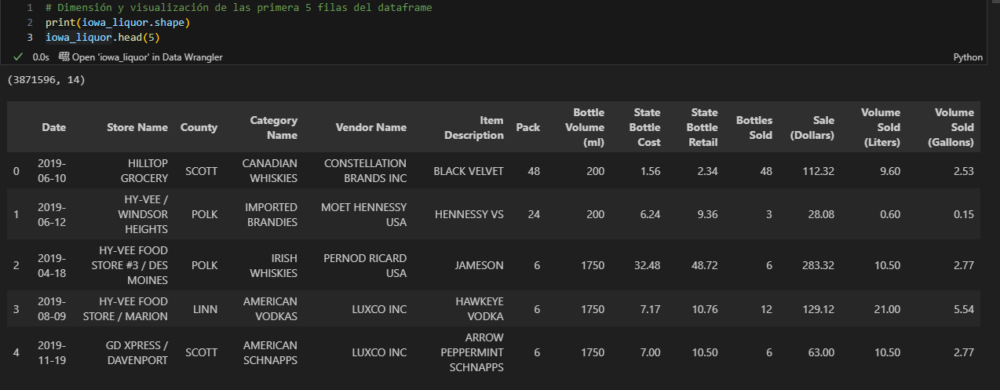 1 # Dimensión y visualización de las primera 5 filas del dataframe
2 print(iowa_liquor.shape)
3 iowa_liquor.head(5)
✓ 0.0s Open 'iowa_liquor' in Data Wrangler Python
(3871596, 14)
Date Store Name County Category Name Vendor Name Item Description Pack Bottle Volume (ml) State Bottle Cost State Bottle Retail Bottles Sold Sale (Dollars) Volume Sold (Liters) Volume Sold (Gallons)
0 2019-06-10 HILLTOP GROCERY SCOTT CANADIAN WHISKIES CONSTELLATION BRANDS INC BLACK VELVET 48 200 1.56 2.34 48 112.32 9.60 2.53
1 2019-06-12 HY-VEE / WINDSOR HEIGHTS POLK IMPORTED BRANDIES MOET HENNESSY USA HENNESSY VS 24 200 6.24 9.36 3 28.08 0.60 0.15
2 2019-04-18 HY-VEE FOOD STORE #3 / DES MOINES POLK IRISH WHISKIES PERNOD RICARD USA JAMESON 6 1750 32.48 48.72 6 283.32 10.50 2.77
3 2019-08-09 HY-VEE FOOD STORE / MARION LINN AMERICAN VODKAS LUXCO INC HAWKEYE VODKA 6 1750 7.17 10.76 12 129.12 21.00 5.54
4 2019-11-19 GD XPRESS / DAVENPORT SCOTT AMERICAN SCHNAPPS LUXCO INC ARROW PEPPERMINT SCHNAPPS 6 1750 7.00 10.50 6 63.00 10.50 2.77